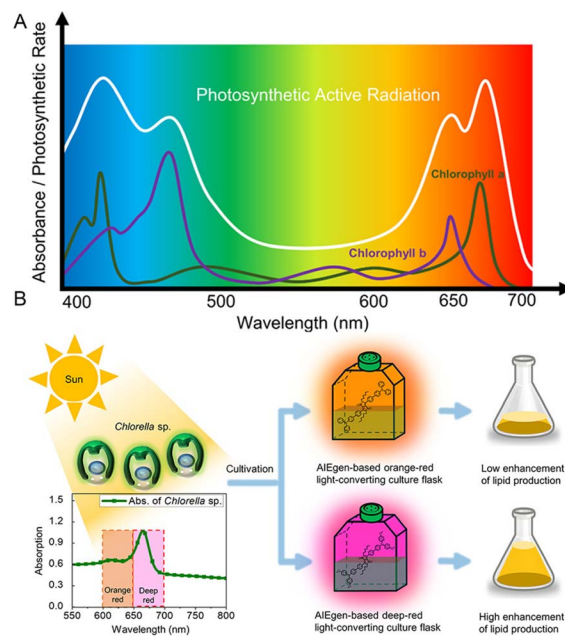 A
Absorbance / Photosynthetic Rate
Photosynthetic Active Radiation
Chlorophyll a
Chlorophyll b
400
500
600
650
700
Wavelength (nm)
B
Sun
Chlorella sp.
Cultivation
Abs. of Chlorella sp.
Absorption
1.5
1.2
0.9
0.6
0.3
0.0
Orange
red
Deep
red
550 600 650 700 750 800
Wavelength (nm)
AIEgen-based orange-red
light-converting culture flask
Low enhancement
of lipid production
AIEgen-based deep-red
light-converting culture flask
High enhancement
of lipid production